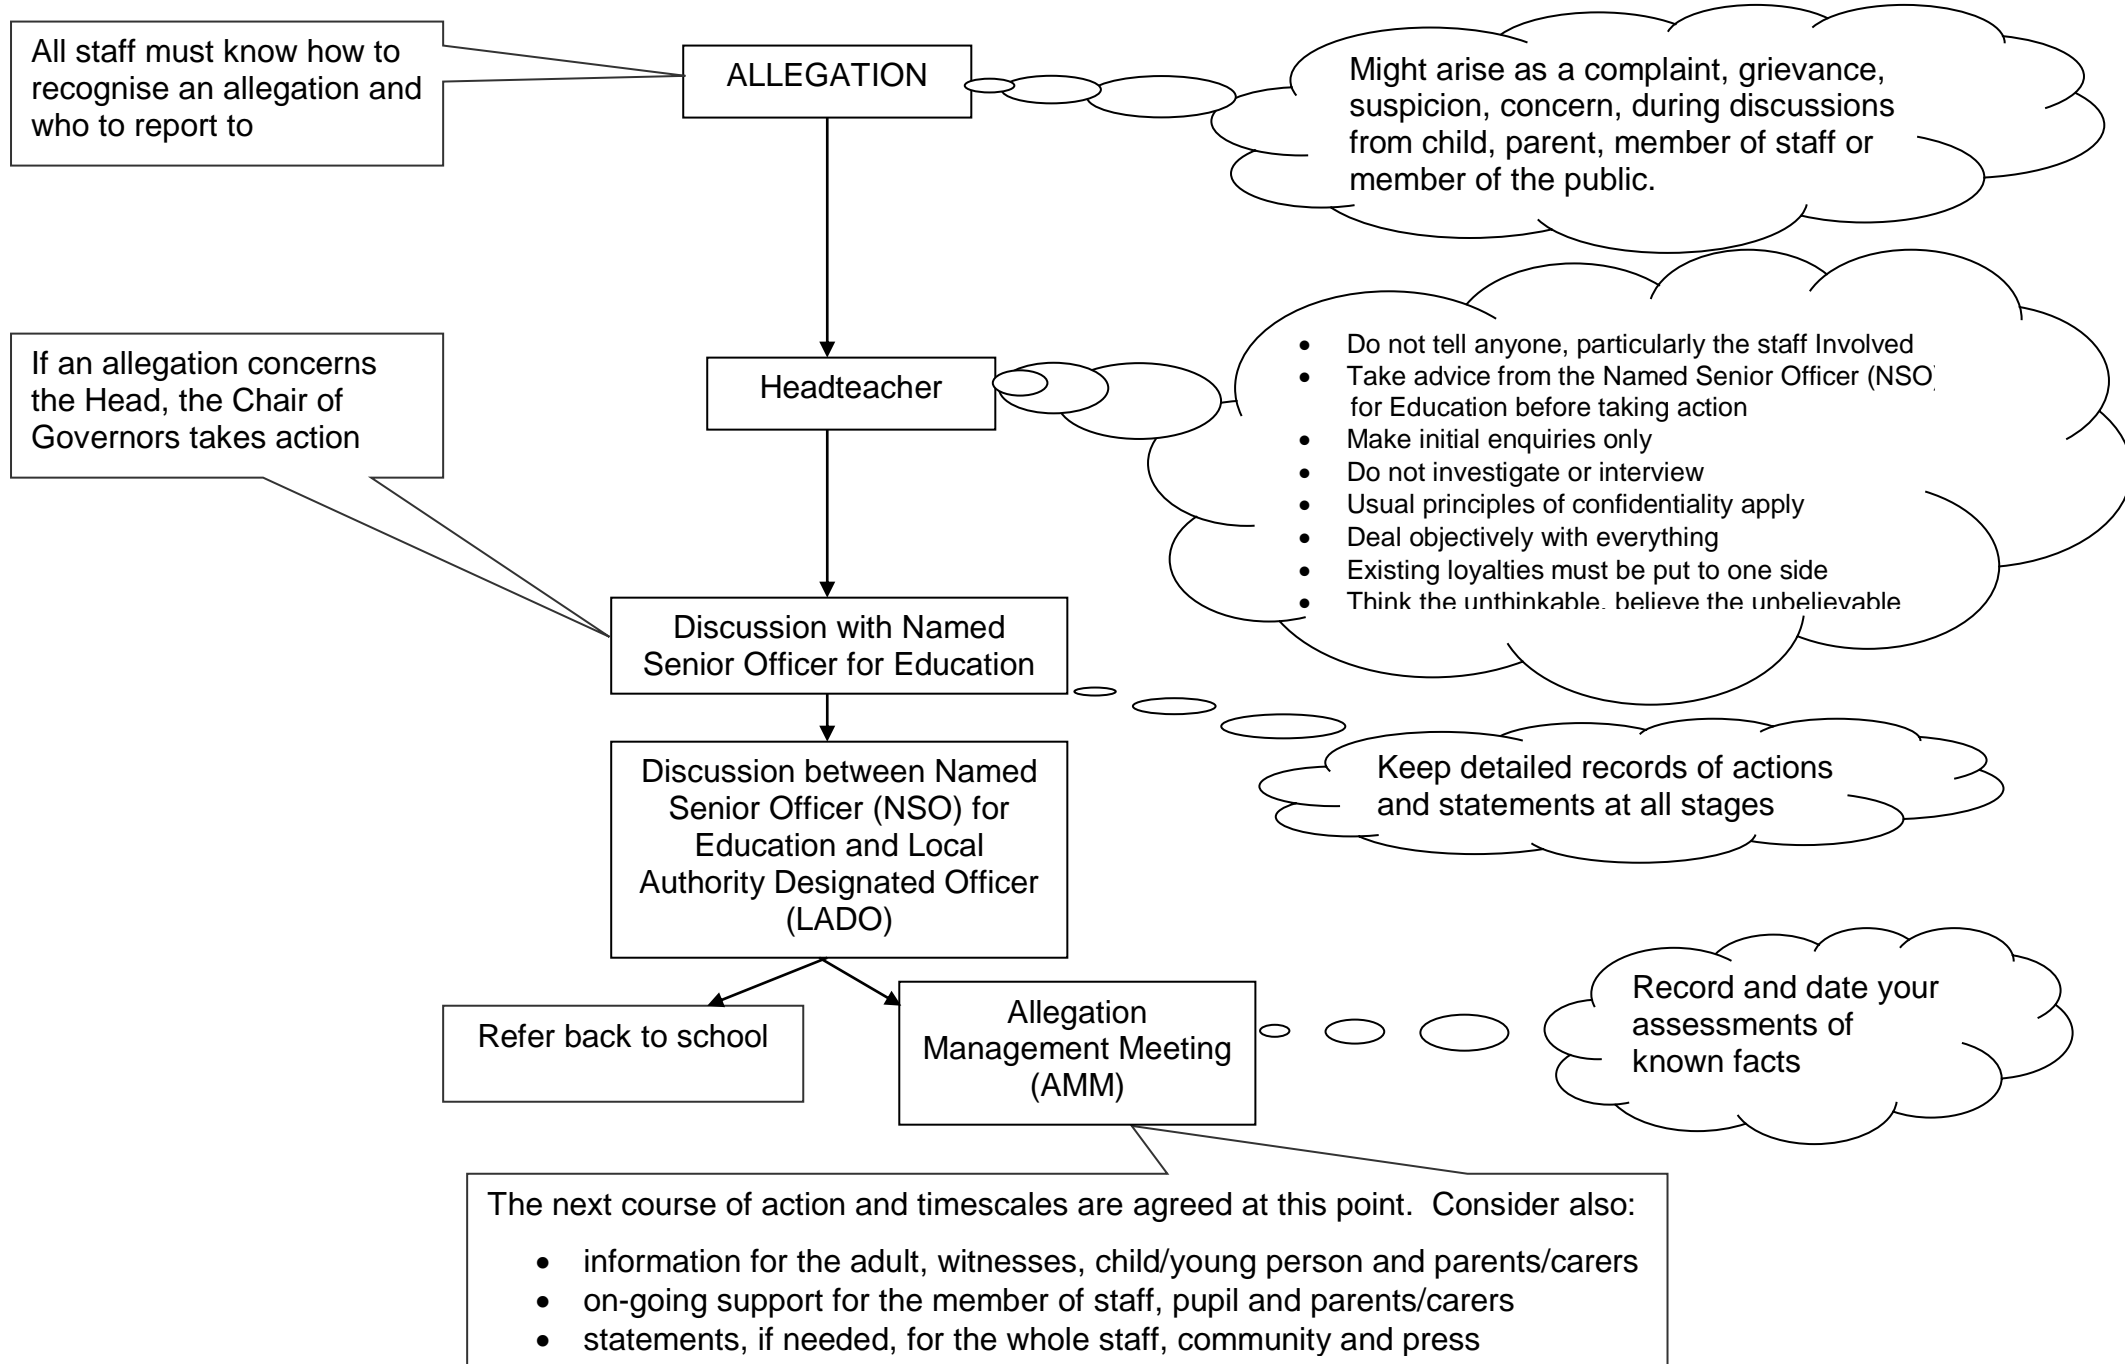 All staff must know how to
recognise an allegation and
who to report to
ALLEGATION
Might arise as a complaint, grievance,
suspicion, concern, during discussions
from child, parent, member of staff or
member of the public.
If an allegation concerns
the Head, the Chair of
Governors takes action
Headteacher
• Do not tell anyone, particularly the staff Involved
• Take advice from the Named Senior Officer (NSO)
for Education before taking action
• Make initial enquiries only
• Do not investigate or interview
• Usual principles of confidentiality apply
• Deal objectively with everything
• Existing loyalties must be put to one side
• Think the unthinkable, believe the unbelievable
Discussion with Named
Senior Officer for Education
Keep detailed records of actions
and statements at all stages
Discussion between Named
Senior Officer (NSO) for
Education and Local
Authority Designated Officer
(LADO)
Refer back to school
Allegation
Management Meeting
(AMM)
Record and date your
assessments of
known facts
The next course of action and timescales are agreed at this point.  Consider also:
• information for the adult, witnesses, child/young person and parents/carers
• on-going support for the member of staff, pupil and parents/carers
• statements, if needed, for the whole staff, community and press